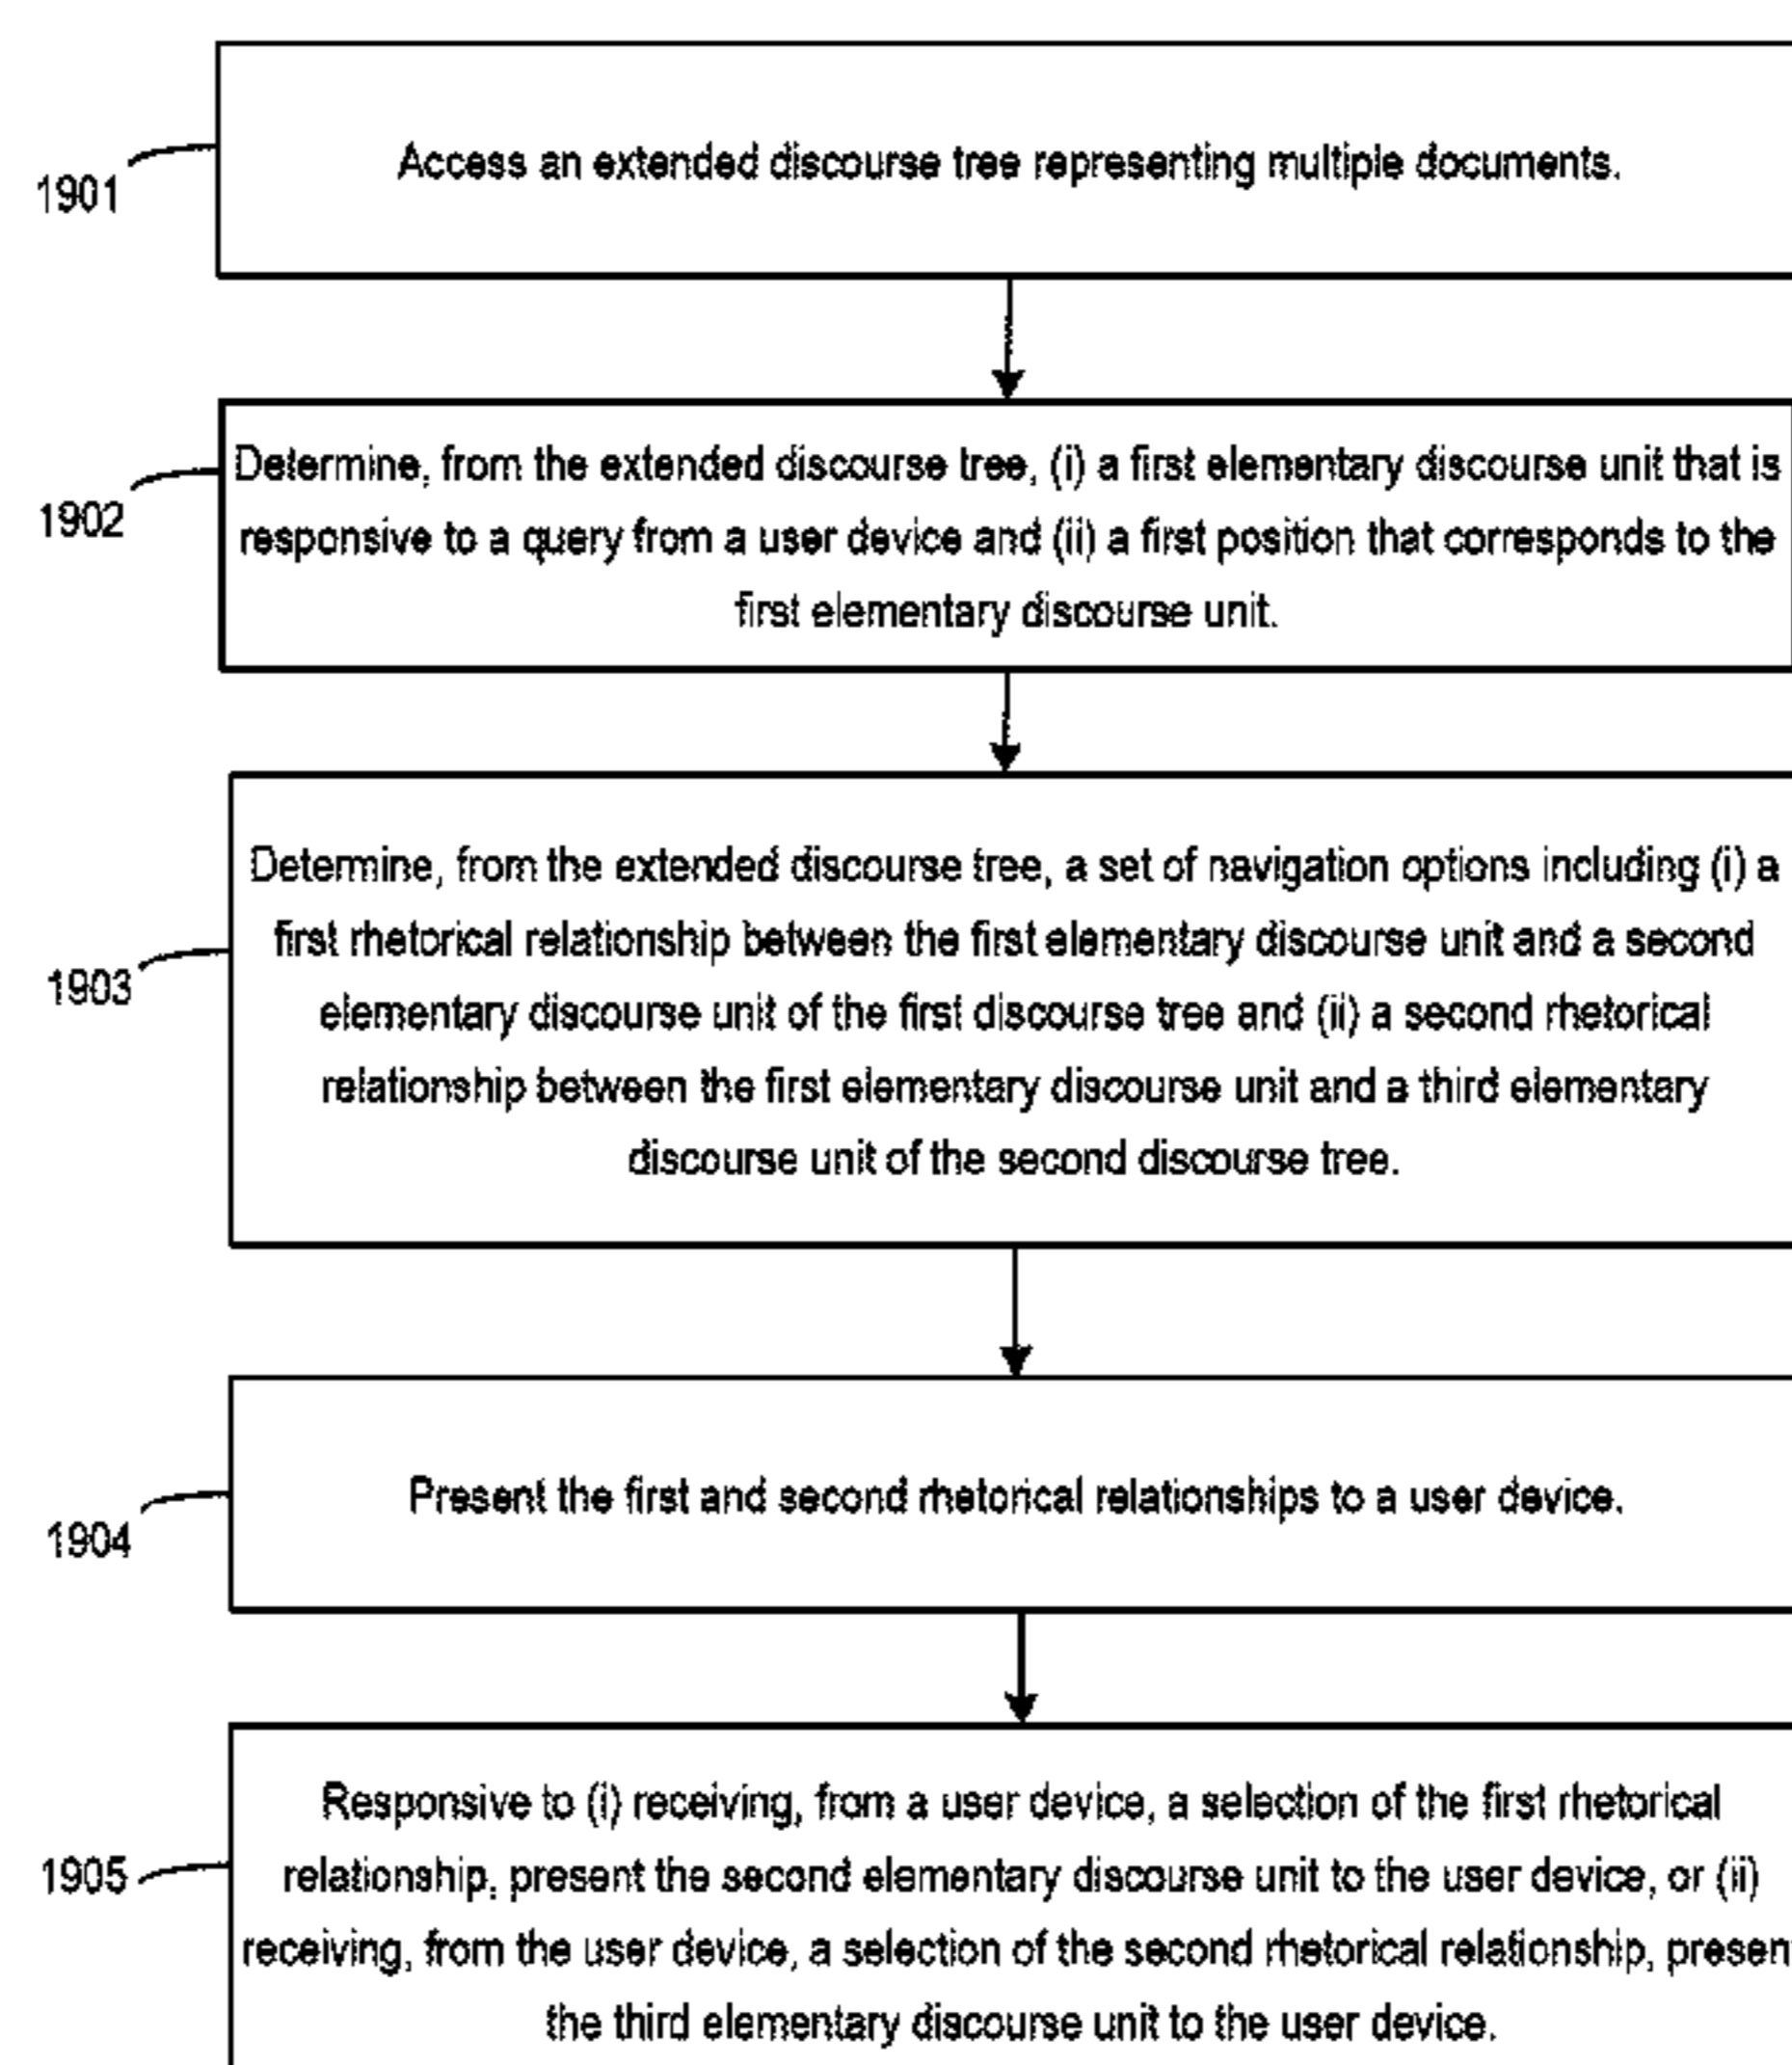 Access an extended discourse tree representing multiple documents.
1901
Determine, from the extended discourse tree, (i) a first elementary discourse unit that is
responsive to a query from a user device and (ii) a first position that corresponds to the
first elementary discourse unit.
1902
Determine, from the extended discourse tree, a set of navigation options including (i) a
first rhetorical relationship between the first elementary discourse unit and a second
elementary discourse unit of the first discourse tree and (ii) a second rhetorical
relationship between the first elementary discourse unit and a third elementary
discourse unit of the second discourse tree.
1903
Present the first and second rhetorical relationships to a user device.
1904
Responsive to (i) receiving, from a user device, a selection of the first rhetorical
relationship, present the second elementary discourse unit to the user device, or (ii)
receiving, from the user device, a selection of the second rhetorical relationship, present
the third elementary discourse unit to the user device.
1905